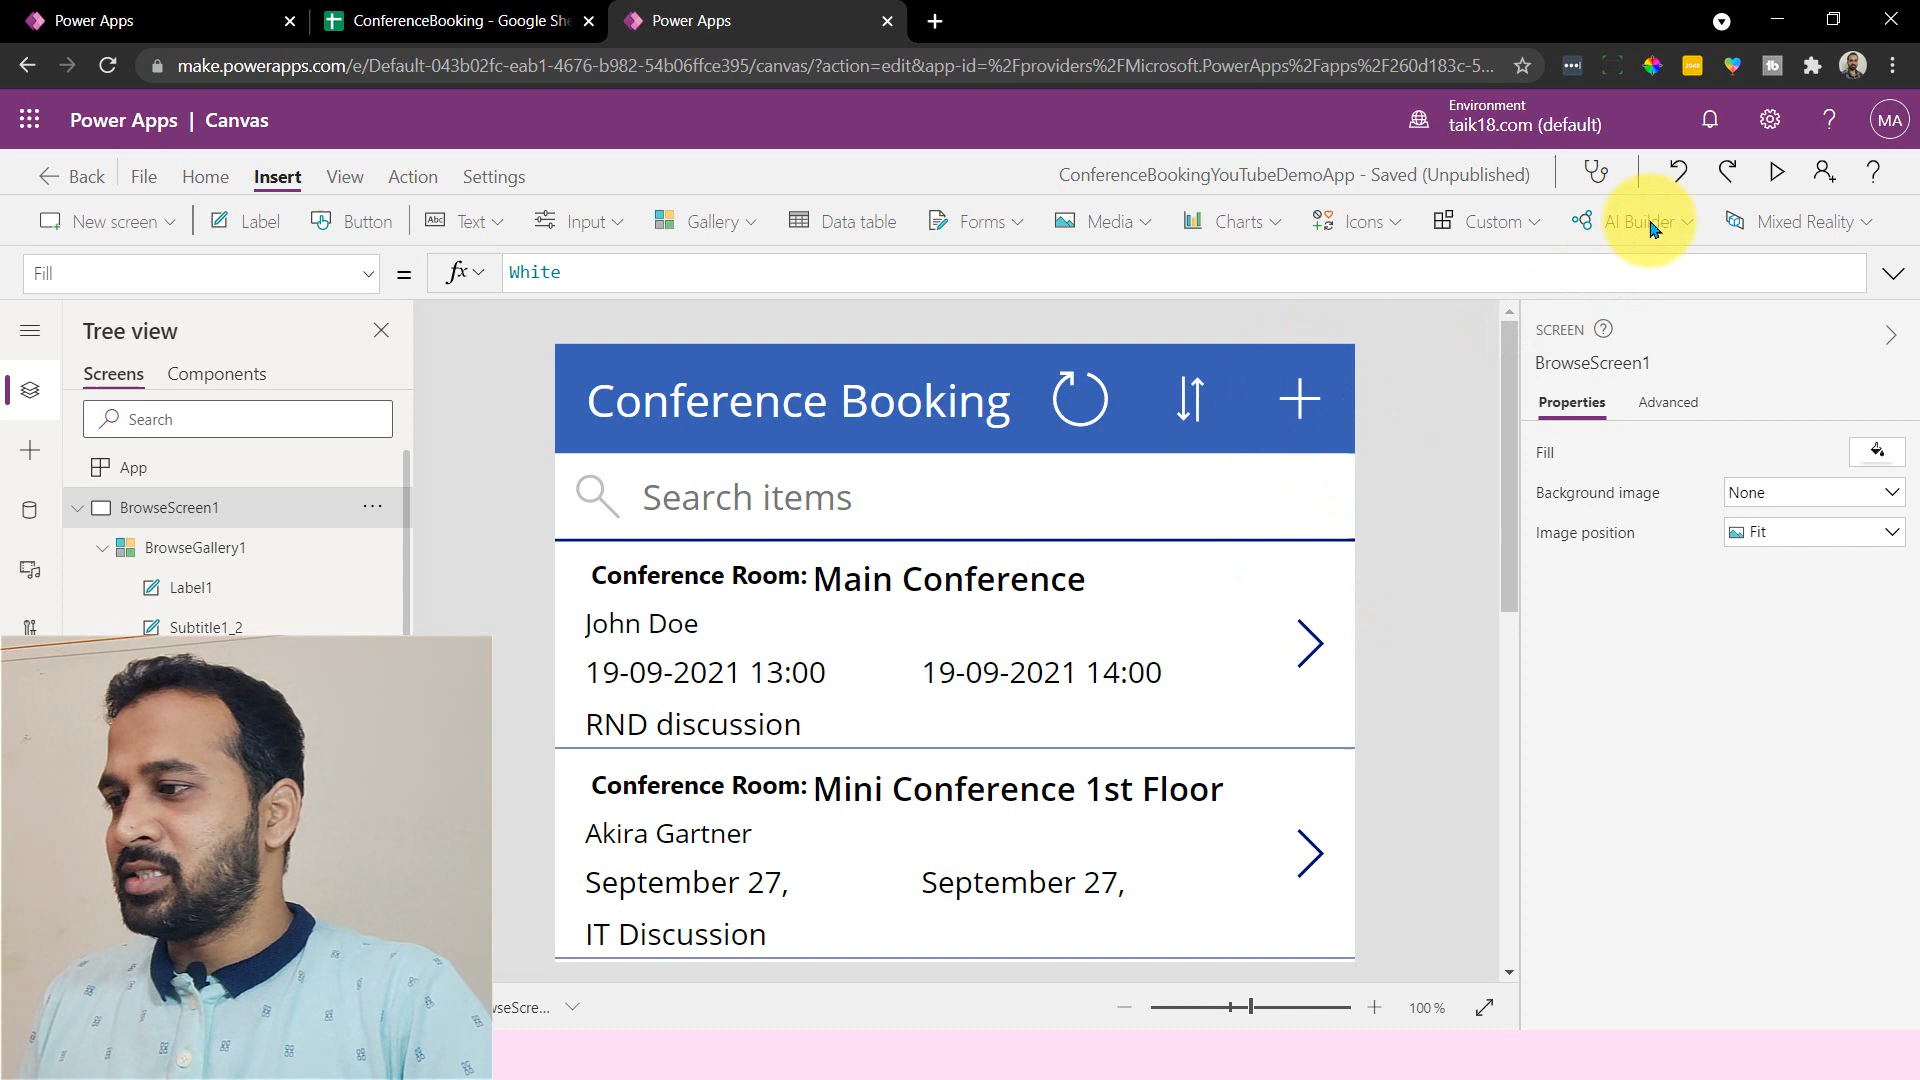 Power Apps
ConferenceBooking - Google She
Power Apps
make.powerapps.com/e/Default-043b02fc-eab1-4676-b982-54b06ffce395/canvas/?action=edit&app-id=%2Fproviders%2FMicrosoft.PowerApps%2Fapps%2F260d183c-5...
Power Apps | Canvas
Environment
taik18.com (default)
MA
Back File Home Insert View Action Settings
ConferenceBookingYouTubeDemoApp - Saved (Unpublished)
New screen Label Button Abc Text Input Gallery Data table Forms Media Charts Icons Custom AI Builder Mixed Reality
Fill = fx White
Tree view
Screens Components
Search
App
BrowseScreen1
BrowseGallery1
Label1
Subtitle1_2
Conference Booking
Search items
Conference Room: Main Conference
John Doe
19-09-2021 13:00 19-09-2021 14:00
RND discussion
Conference Room: Mini Conference 1st Floor
Akira Gartner
September 27, September 27,
IT Discussion
wseScre...
100 %
SCREEN
BrowseScreen1
Properties Advanced
Fill
Background image None
Image position Fit